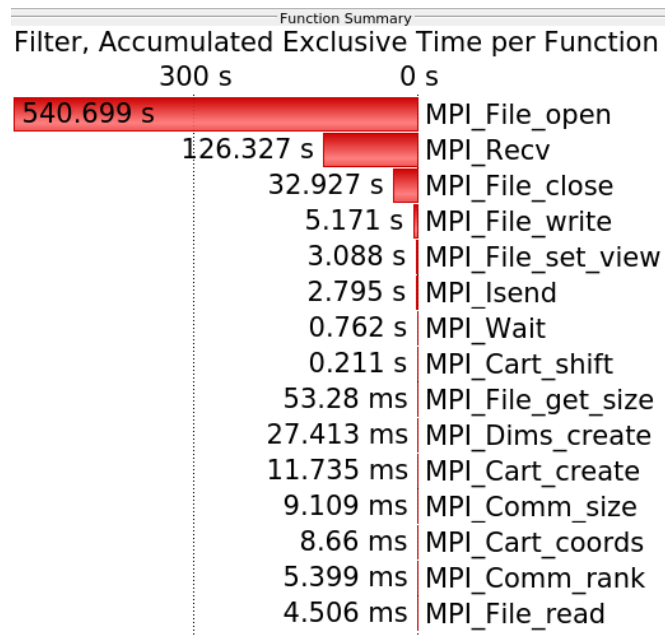 Function Summary
Filter, Accumulated Exclusive Time per Function
300 s 0 s
540.699 s MPI_File_open
126.327 s MPI_Recv
32.927 s MPI_File_close
5.171 s MPI_File_write
3.088 s MPI_File_set_view
2.795 s MPI_Isend
0.762 s MPI_Wait
0.211 s MPI_Cart_shift
53.28 ms MPI_File_get_size
27.413 ms MPI_Dims_create
11.735 ms MPI_Cart_create
9.109 ms MPI_Comm_size
8.66 ms MPI_Cart_coords
5.399 ms MPI_Comm_rank
4.506 ms MPI_File_read